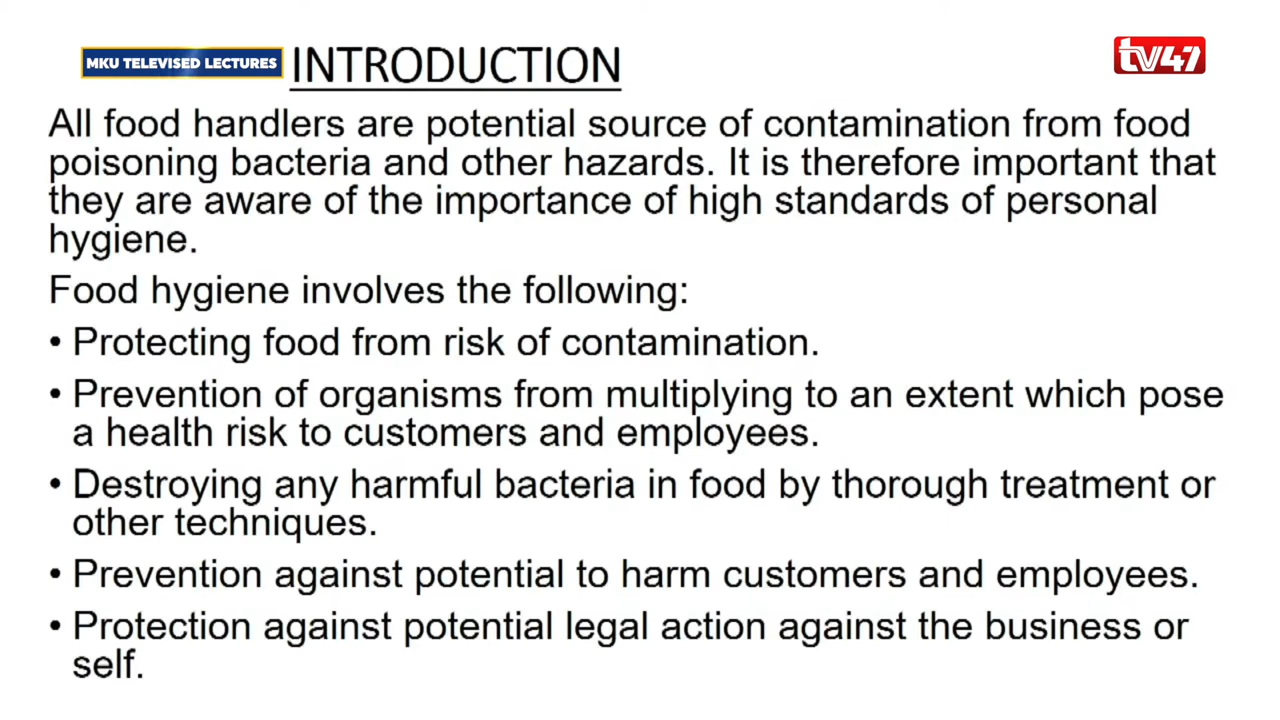 MKU TELEVISED LECTURES
INTRODUCTION
tv47
All food handlers are potential source of contamination from food
poisoning bacteria and other hazards. It is therefore important that
they are aware of the importance of high standards of personal
hygiene.
Food hygiene involves the following:
• Protecting food from risk of contamination.
• Prevention of organisms from multiplying to an extent which pose
a health risk to customers and employees.
• Destroying any harmful bacteria in food by thorough treatment or
other techniques.
• Prevention against potential to harm customers and employees.
• Protection against potential legal action against the business or
self.